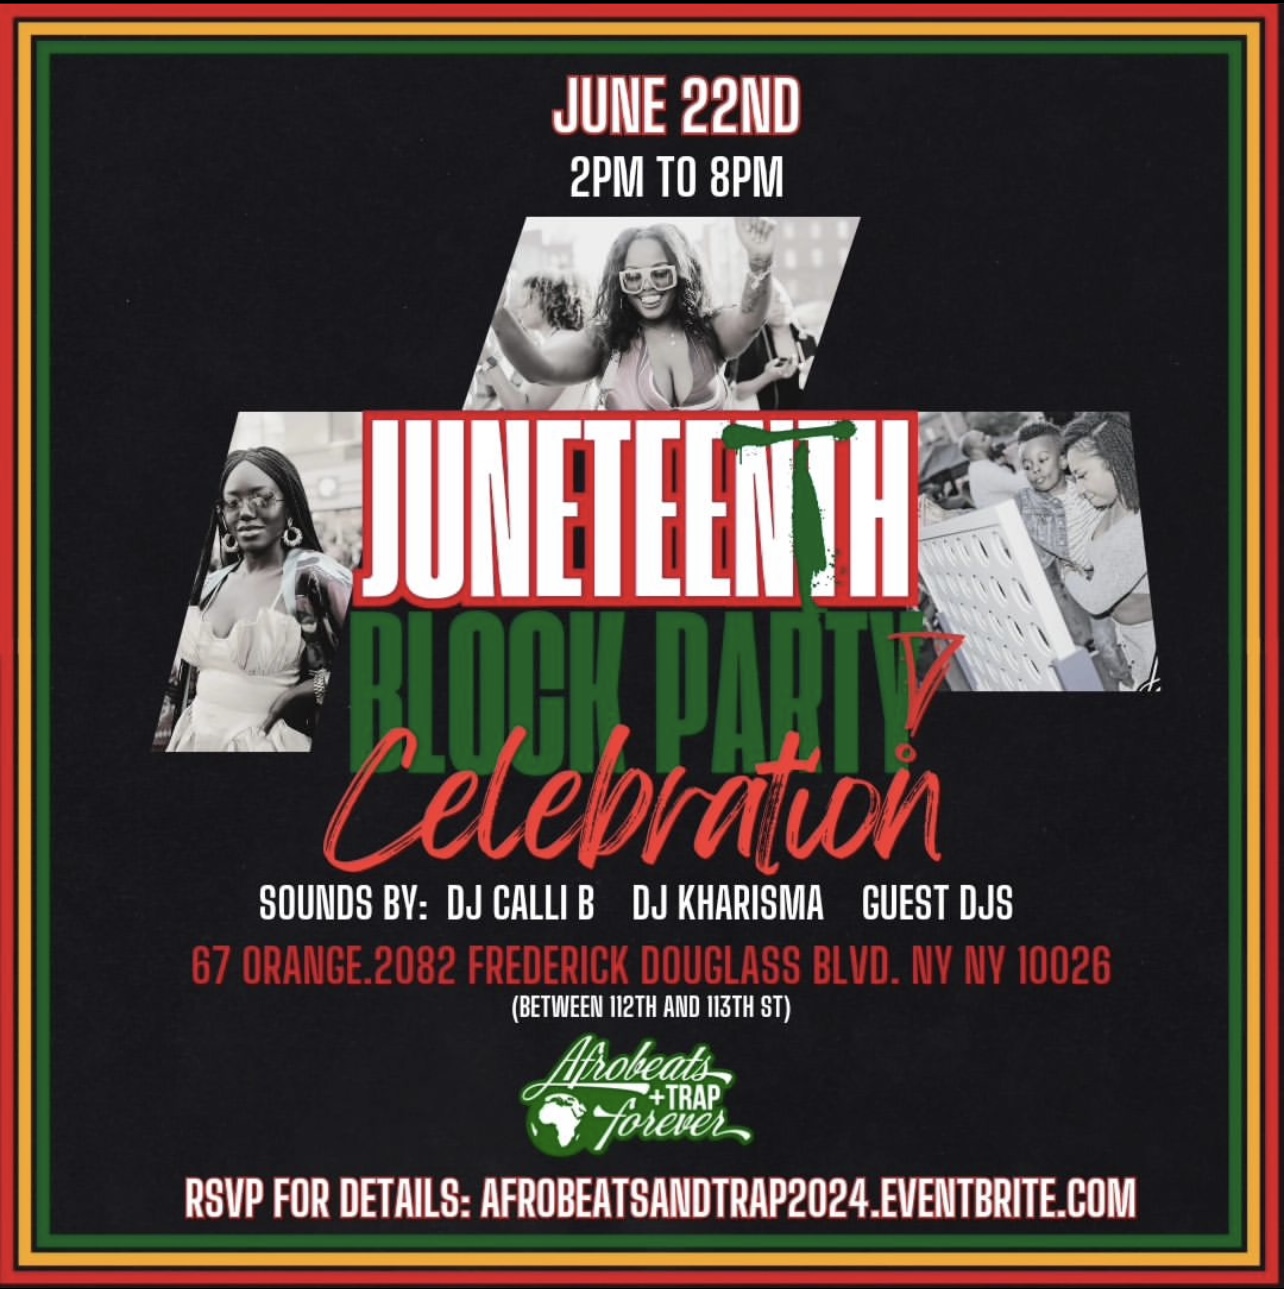 JUNE 22ND
2PM TO 8PM
JUNETEENTH
BLOCK PARTY!
Celebration
SOUNDS BY: DJ CALLI B DJ KHARISMA GUEST DJS
67 ORANGE.2082 FREDERICK DOUGLASS BLVD. NY NY 10026
(BETWEEN 112TH AND 113TH ST)
Afrobeats
+TRAP
forever
RSVP FOR DETAILS: AFROBEATSANDTRAP2024.EVENTBRITE.COM